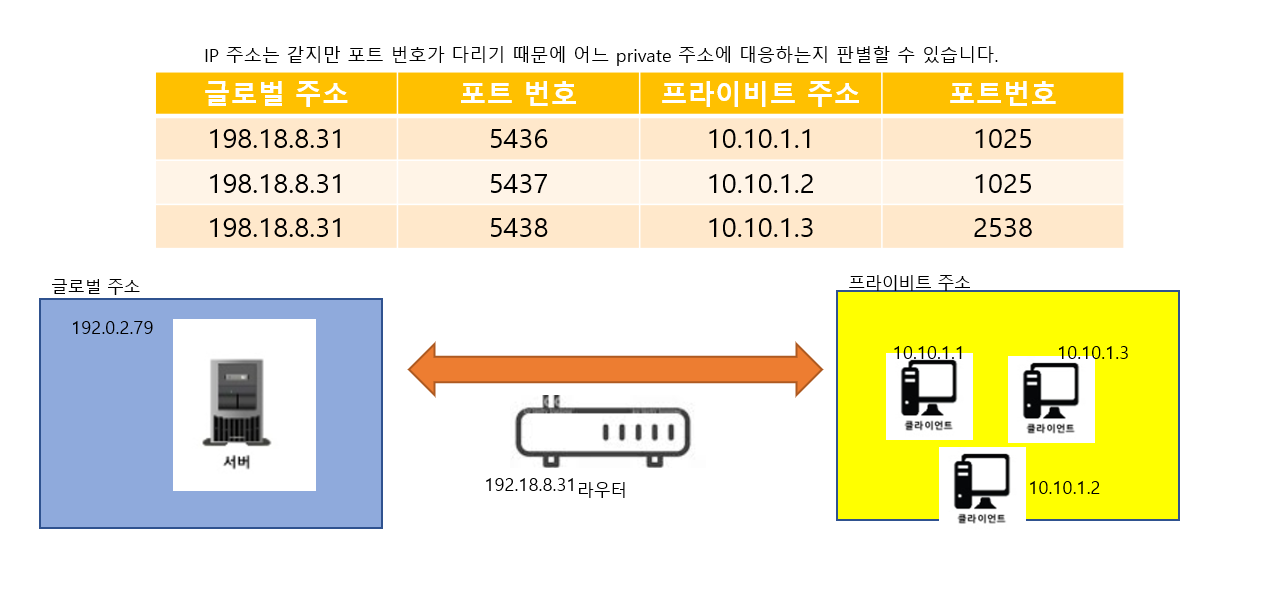 IP 주소는 같지만 포트 번호가 다리기 때문에 어느 private 주소에 대응하는지 판별할 수 있습니다.
글로벌 주소 포트 번호 프라이비트 주소 포트번호
198.18.8.31 5436 10.10.1.1 1025
198.18.8.31 5437 10.10.1.2 1025
198.18.8.31 5438 10.10.1.3 2538
글로벌 주소
192.0.2.79
서버
192.18.8.31 라우터
프라이비트 주소
10.10.1.1
클라이언트
10.10.1.3
클라이언트
10.10.1.2
클라이언트